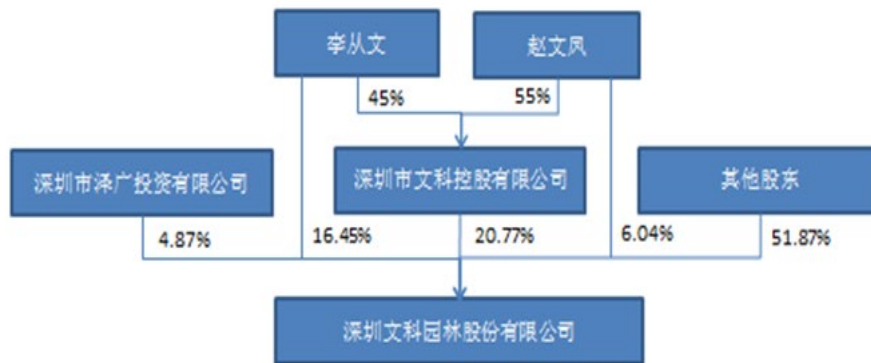 李从文
赵文凤
45%
55%
深圳市泽广投资有限公司
深圳市文科控股有限公司
其他股东
4.87%
16.45%
20.77%
6.04%
51.87%
深圳文科园林股份有限公司